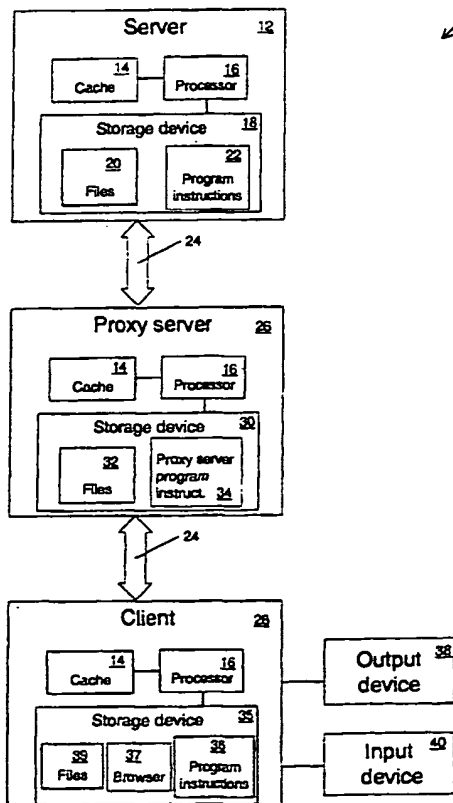 Server 12
14
Cache
16
Processor
Storage device 18
20
Files
22
Program
instructions
24
Proxy server 26
14
Cache
16
Processor
Storage device 30
32
Files
Proxy server
program
instruct. 34
24
Client 28
14
Cache
16
Processor
Storage device 35
39
Files
37
Browser
Program
instructions
Output
device
38
Input
device
40